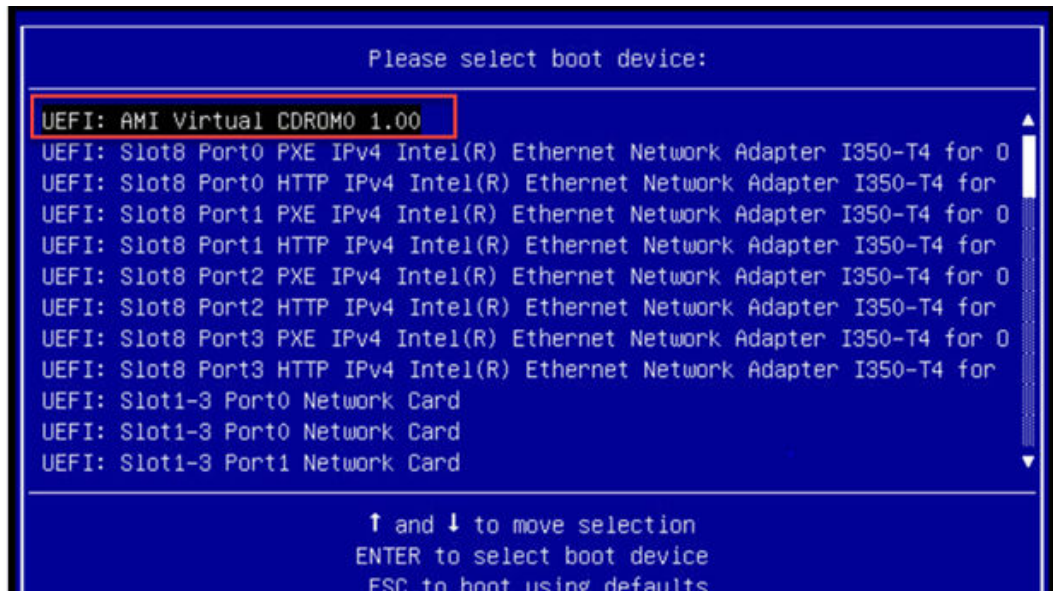 Please select boot device:
UEFI: AMI Virtual CDROM0 1.00
UEFI: Slot8 Port0 PXE IPv4 Intel(R) Ethernet Network Adapter I350-T4 for O
UEFI: Slot8 Port0 HTTP IPv4 Intel(R) Ethernet Network Adapter I350-T4 for
UEFI: Slot8 Port1 PXE IPv4 Intel(R) Ethernet Network Adapter I350-T4 for O
UEFI: Slot8 Port1 HTTP IPv4 Intel(R) Ethernet Network Adapter I350-T4 for
UEFI: Slot8 Port2 PXE IPv4 Intel(R) Ethernet Network Adapter I350-T4 for O
UEFI: Slot8 Port2 HTTP IPv4 Intel(R) Ethernet Network Adapter I350-T4 for
UEFI: Slot8 Port3 PXE IPv4 Intel(R) Ethernet Network Adapter I350-T4 for O
UEFI: Slot8 Port3 HTTP IPv4 Intel(R) Ethernet Network Adapter I350-T4 for
UEFI: Slot1-3 Port0 Network Card
UEFI: Slot1-3 Port0 Network Card
UEFI: Slot1-3 Port1 Network Card
↑ and ↓ to move selection
ENTER to select boot device
ESC to boot using defaults